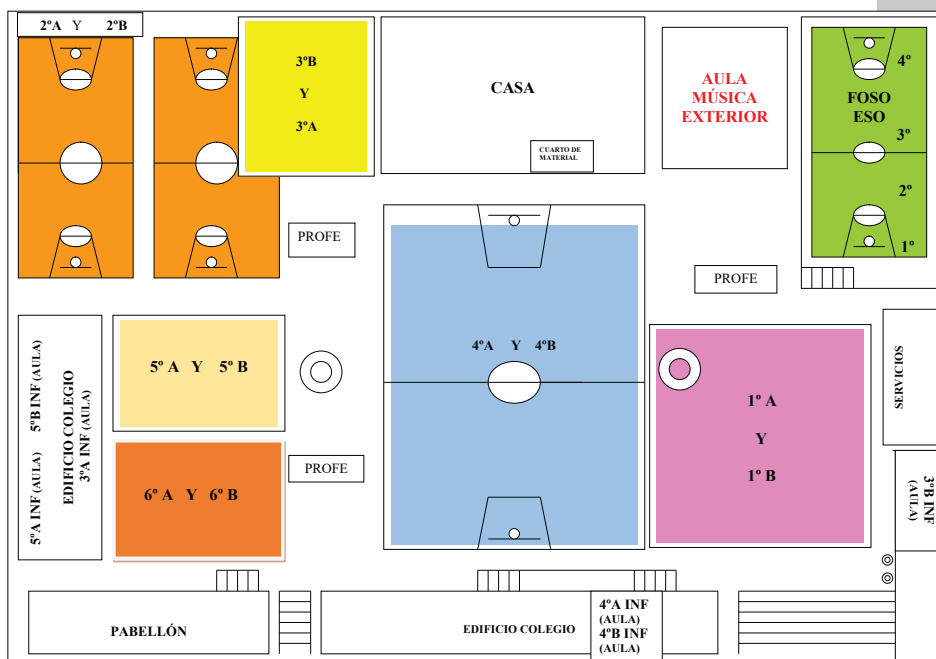 2ºA Y 2ºB
3ºB
Y
3ºA
CASA
CUARTO DE
MATERIAL
AULA
MÚSICA
EXTERIOR
4º
FOSO
ESO
3º
2º
1º
PROFE
PROFE
4ºA Y 4ºB
5º A Y 5º B
1º A
Y
1º B
SERVICIOS
5ºA INF (AULA) 5ºB INF (AULA)
EDIFICIO COLEGIO
3ºA INF (AULA)
6º A Y 6º B
PROFE
3ºB INF
(AULA)
PABELLÓN
EDIFICIO COLEGIO
4ºA INF
(AULA)
4ºB INF
(AULA)